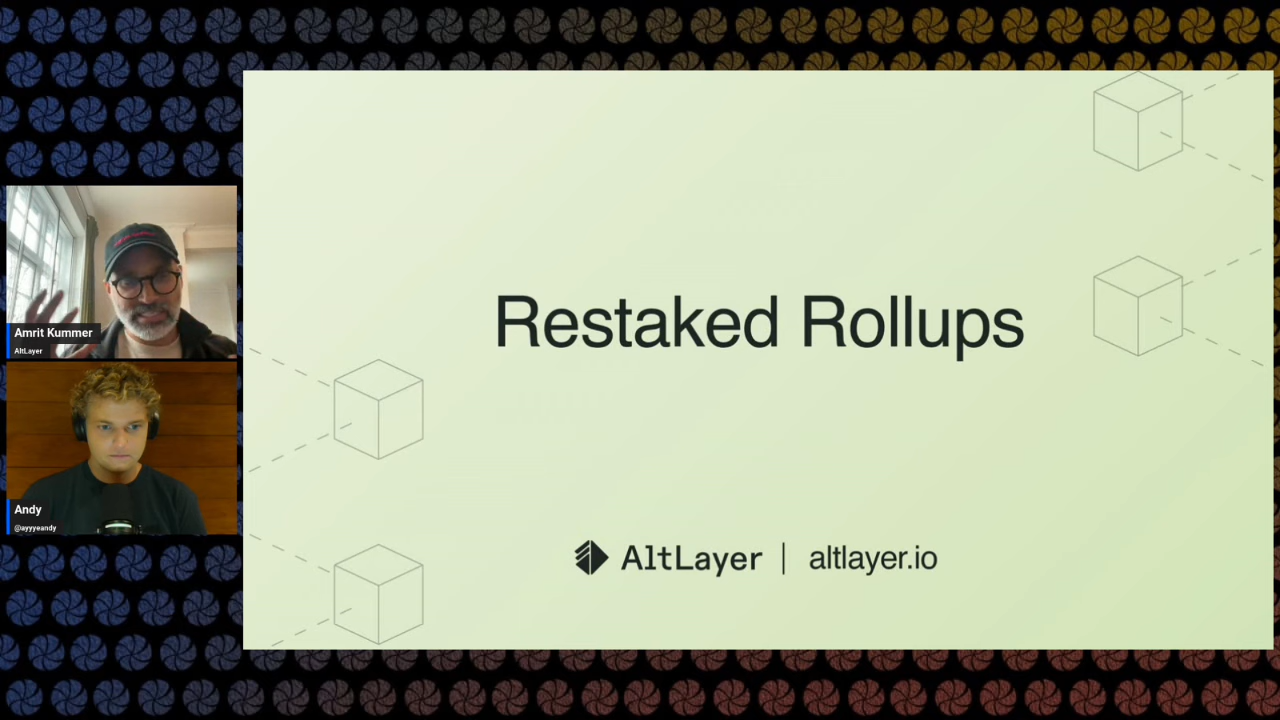 Amrit Kummer
AltLayer
Andy
@ayyyeandy
Restaked Rollups
AltLayer | altlayer.io